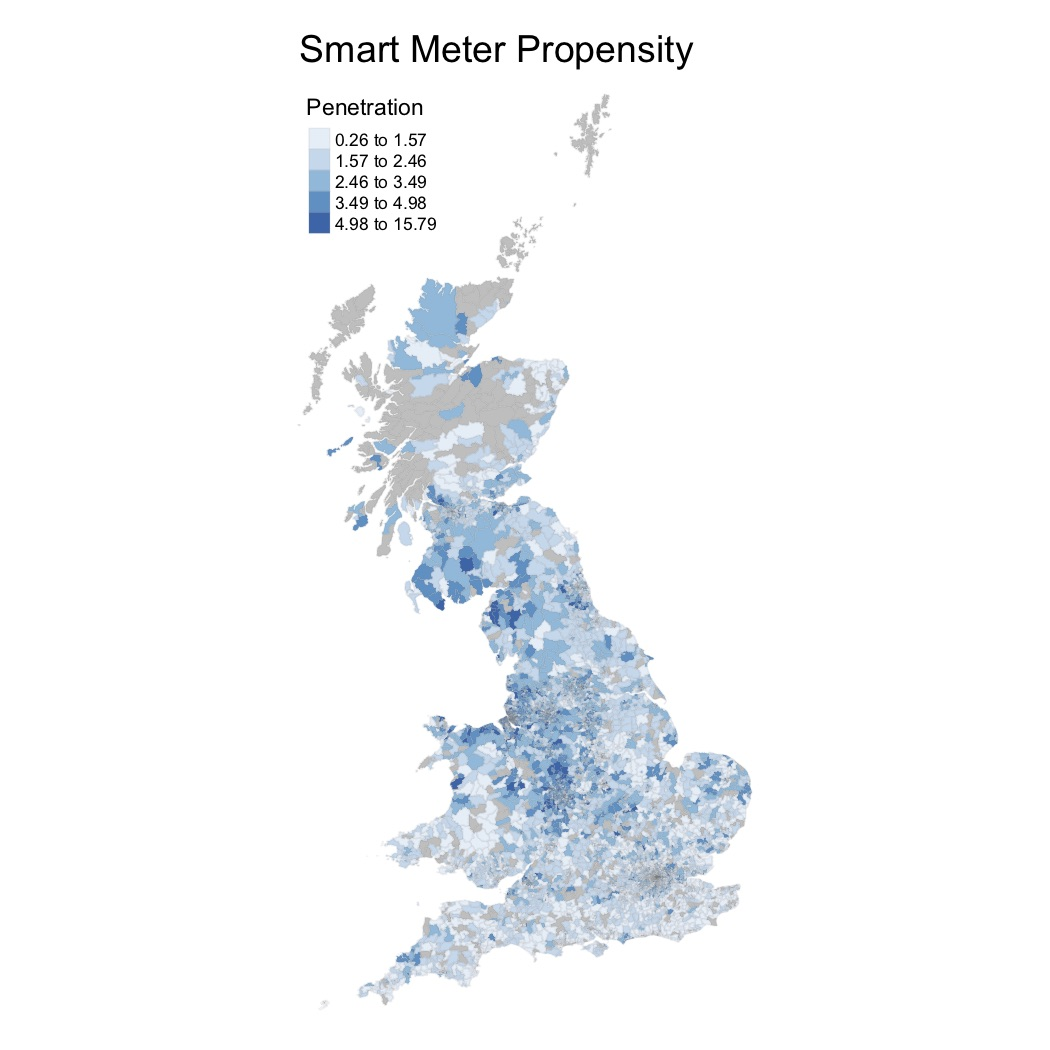 Smart Meter Propensity
Penetration
0.26 to 1.57
1.57 to 2.46
2.46 to 3.49
3.49 to 4.98
4.98 to 15.79